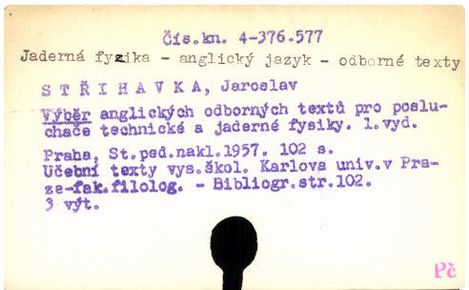 Čís.kn. 4-376.577
Jaderná fyzika - anglický jazyk - odborné texty
STŘIHAVKA, Jaroslav
Výběr anglických odborných textů pro poslu-
chače technické a jaderné fysiky. 1.vyd.
Praha, St.ped.nakl.1957. 102 s.
Učební texty vys.škol. Karlova univ.v Pra-
ze-fak.filolog. - Bibliogr.str.102.
3 výt.
Pč